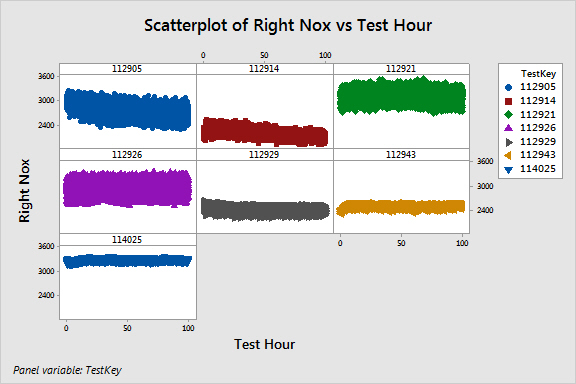 Scatterplot of Right Nox vs Test Hour
0 50 100
112905 112914 112921
3600
3000
2400
TestKey
112905
112914
112921
112926
112929
112943
114025
Right Nox
112926 112929 112943
3600
3000
2400
0 50 100
114025
3600
3000
2400
0 50 100
Test Hour
Panel variable: TestKey